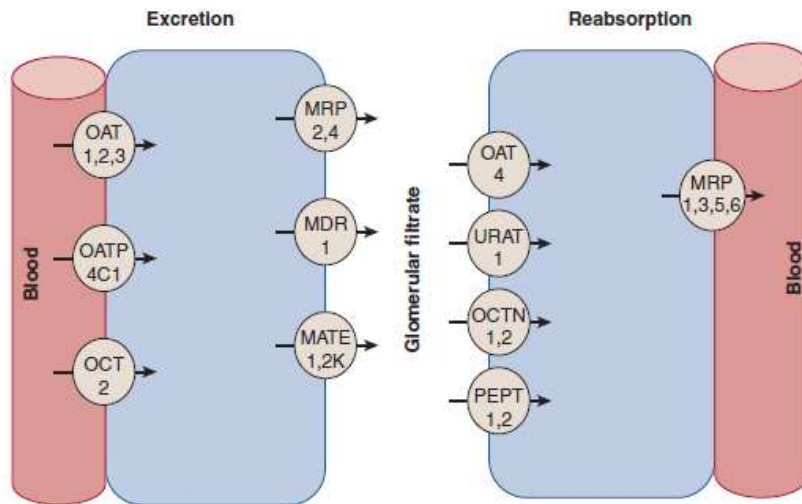 Excretion
Reabsorption
Blood
OAT
1,2,3
OATP
4C1
OCT
2
MRP
2,4
MDR
1
MATE
1,2K
Glomerular filtrate
OAT
4
URAT
1
OCTN
1,2
PEPT
1,2
MRP
1,3,5,6
Blood